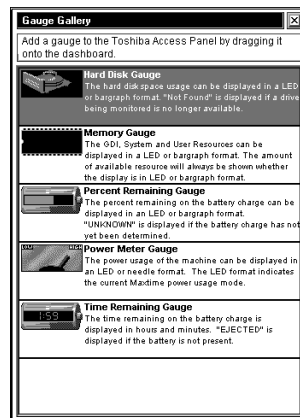 Gauge Gallery
Add a gauge to the Toshiba Access Panel by dragging it
onto the dashboard.
Hard Disk Gauge
The hard disk space usage can be displayed in a LED
or bargraph format. "Not Found" is displayed if a drive
being monitored is no longer available.
Memory Gauge
The GDI, System and User Resources can be
displayed in a LED or bargraph format. The amount
of available resource will always be shown whether
the display is in LED or bargraph format.
Percent Remaining Gauge
The percent remaining on the battery charge can be
displayed in an LED or bargraph format.
"UNKNOWN" is displayed if the battery charge has not
yet been determined.
LOW HIGH
Power Meter Gauge
The power usage of the machine can be displayed in
an LED or needle format. The LED format indicates
the current Maxtime power usage mode.
1:59
Time Remaining Gauge
The time remaining on the battery charge is
displayed in hours and minutes. "EJECTED" is
displayed if the battery is not present.